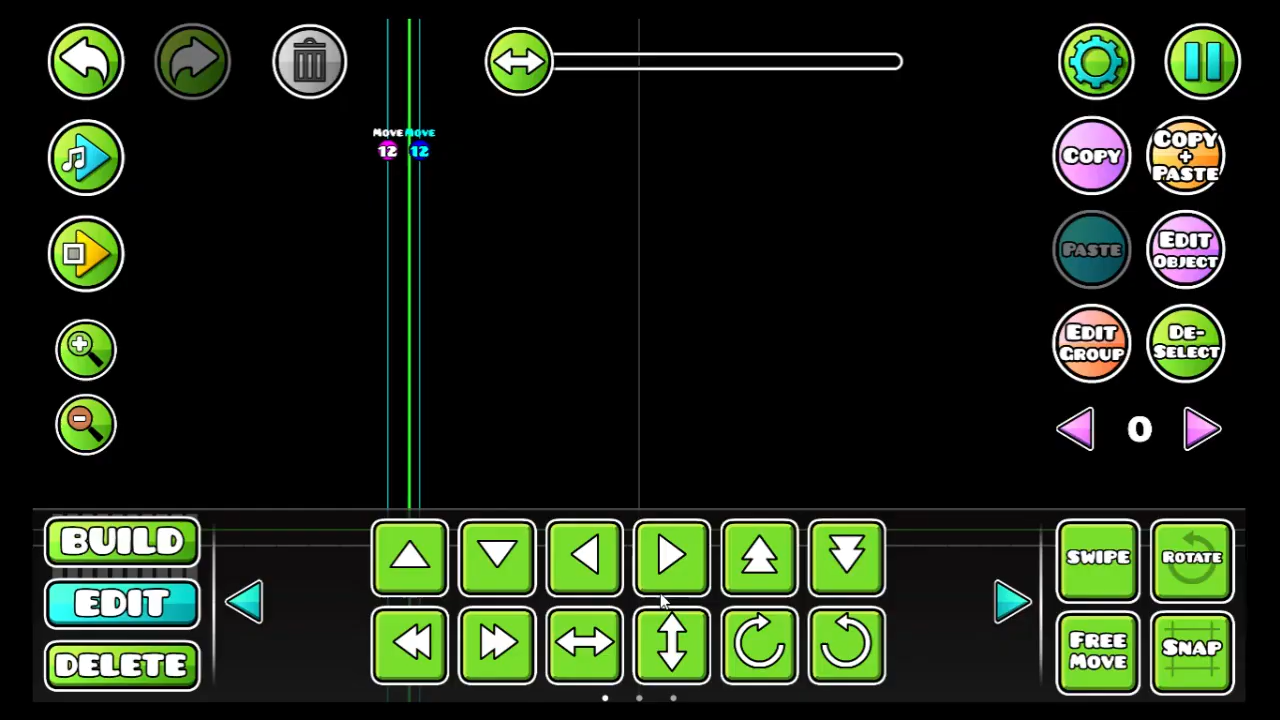 MOVE MOVE
12 12
COPY
COPY
+
PASTE
PASTE
EDIT
OBJECT
EDIT
GROUP
DE-
SELECT
0
BUILD
EDIT
DELETE
SWIPE
ROTATE
FREE
MOVE
SNAP